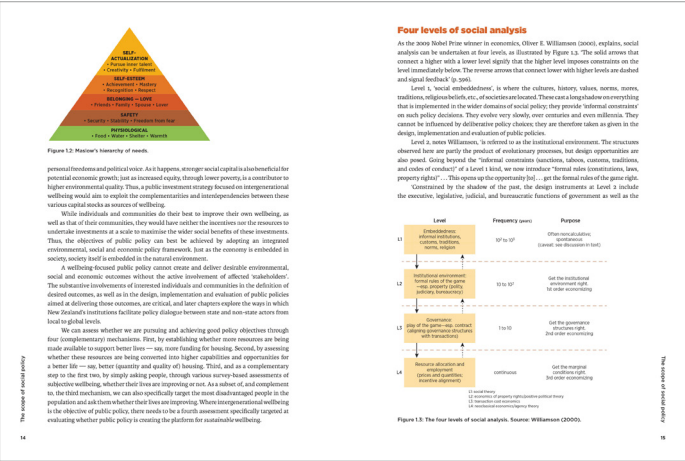 SELF-
ACTUALIZATION
• Pursue Inner Talent
• Creativity • Fulfilment
SELF-ESTEEM
• Achievement • Mastery
• Recognition • Respect
BELONGING — LOVE
• Friends • Family • Spouse • Lover
SAFETY
• Security • Stability • Freedom from fear
PHYSIOLOGICAL
• Food • Water • Shelter • Warmth
Figure 1.2: Maslow's hierarchy of needs.
personal freedoms and political voice. As it happens, stronger social capital is also beneficial for
potential economic growth; just as increased equity, through lower poverty, is a contributor to
higher environmental quality. Thus, a public investment strategy focused on intergenerational
wellbeing would aim to exploit the complementarities and interdependencies between these
various capital stocks as sources of wellbeing.
While individuals and communities do their best to improve their own wellbeing, as
well as that of their communities, they would have neither the incentives nor the resources to
undertake investments at a scale to maximise the wider social benefits of these investments.
Thus, the objectives of public policy can best be achieved by adopting an integrated
environmental, social and economic policy framework. Just as the economy is embedded in
society, society itself is embedded in the natural environment.
A wellbeing-focused public policy cannot create and deliver desirable environmental,
social and economic outcomes without the active involvement of affected 'stakeholders'.
The substantive involvements of interested individuals and communities in the definition of
desired outcomes, as well as in the design, implementation and evaluation of public policies
aimed at delivering those outcomes, are critical, and later chapters explore the ways in which
New Zealand's institutions facilitate policy dialogue between state and non-state actors from
local to global levels.
We can assess whether we are pursuing and achieving good policy objectives through
four (complementary) mechanisms. First, by establishing whether more resources are being
made available to support better lives — say, more funding for housing. Second, by assessing
whether these resources are being converted into higher capabilities and opportunities for
a better life — say, better (quantity and quality of) housing. Third, and as a complementary
step to the first two, by simply asking people, through various survey-based assessments of
subjective wellbeing, whether their lives are improving or not. As a subset of, and complement
to, the third mechanism, we can also specifically target the most disadvantaged people in the
population and ask them whether their lives are improving. Where intergenerational wellbeing
is the objective of public policy, there needs to be a fourth assessment specifically targeted at
evaluating whether public policy is creating the platform for sustainable wellbeing.
The scope of social policy
14
Four levels of social analysis
As the 2009 Nobel Prize winner in economics, Oliver E. Williamson (2000), explains, social
analysis can be undertaken at four levels, as illustrated by Figure 1.3. 'The solid arrows that
connect a higher with a lower level signify that the higher level imposes constraints on the
level immediately below. The reverse arrows that connect lower with higher levels are dashed
and signal feedback' (p. 596).
Level 1, 'social embeddedness', is where the cultures, history, values, norms, mores,
traditions, religious beliefs, etc., of societies are located. These cast a long shadow on everything
that is implemented in the wider domains of social policy; they provide 'informal constraints'
on such policy decisions. They evolve very slowly, over centuries and even millennia. They
cannot be influenced by deliberative policy choices; they are therefore taken as given in the
design, implementation and evaluation of public policies.
Level 2, notes Williamson, 'is referred to as the institutional environment. The structures
observed here are partly the product of evolutionary processes, but design opportunities are
also posed. Going beyond the "informal constraints (sanctions, taboos, customs, traditions,
and codes of conduct)" of a Level 1 kind, we now introduce "formal rules (constitutions, laws,
property rights)" . . . This opens up the opportunity [to] . . . get the formal rules of the game right.
'Constrained by the shadow of the past, the design instruments at Level 2 include
the executive, legislative, judicial, and bureaucratic functions of government as well as the
Level Frequency (years) Purpose
L1
Embeddedness:
informal institutions,
customs, traditions,
norms, religion
10² to 10³
Often noncalculative;
spontaneous
(caveat: see discussion in text)
L2
Institutional environment:
formal rules of the game
—esp. property (polity,
judiciary, bureaucracy)
10 to 10²
Get the institutional
environment right.
1st order economizing
L3
Governance:
play of the game—esp. contract
(aligning governance structures
with transactions)
1 to 10
Get the governance
structures right.
2nd order economizing
L4
Resource allocation and
employment
(prices and quantities;
incentive alignment)
continuous
Get the marginal
conditions right.
3rd order economizing
L1: social theory
L2: economics of property rights/positive political theory
L3: transaction cost economics
L4: neoclassical economics/agency theory
Figure 1.3: The four levels of social analysis. Source: Williamson (2000).
The scope of social policy
15